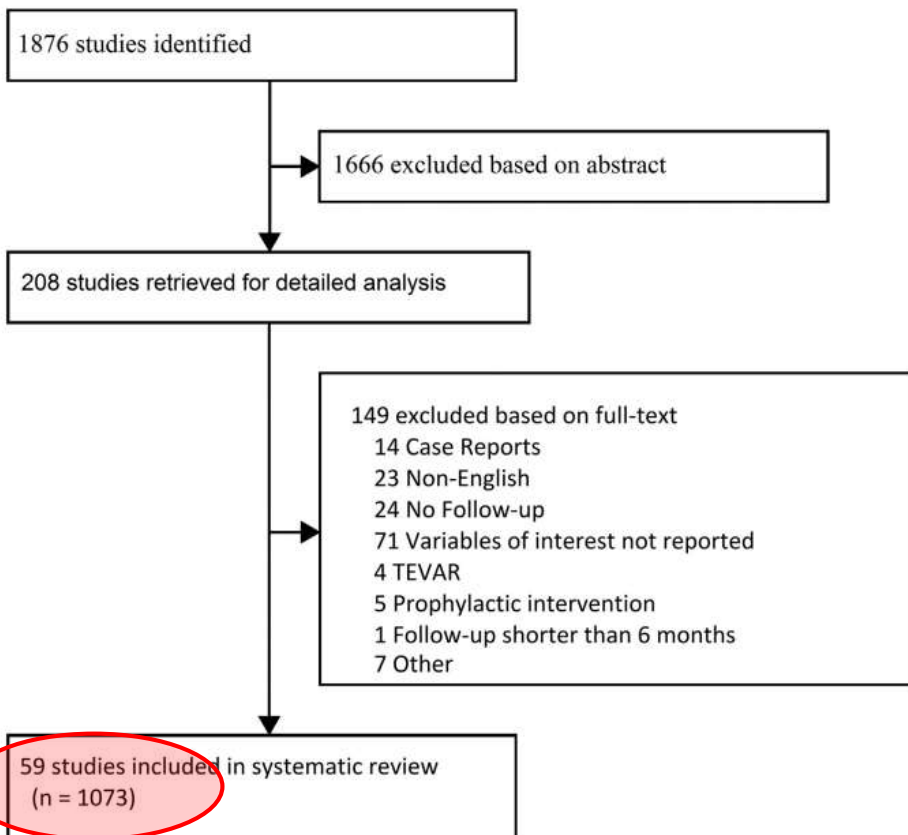 1876 studies identified
1666 excluded based on abstract
208 studies retrieved for detailed analysis
149 excluded based on full-text
14 Case Reports
23 Non-English
24 No Follow-up
71 Variables of interest not reported
4 TEVAR
5 Prophylactic intervention
1 Follow-up shorter than 6 months
7 Other
59 studies included in systematic review
(n = 1073)